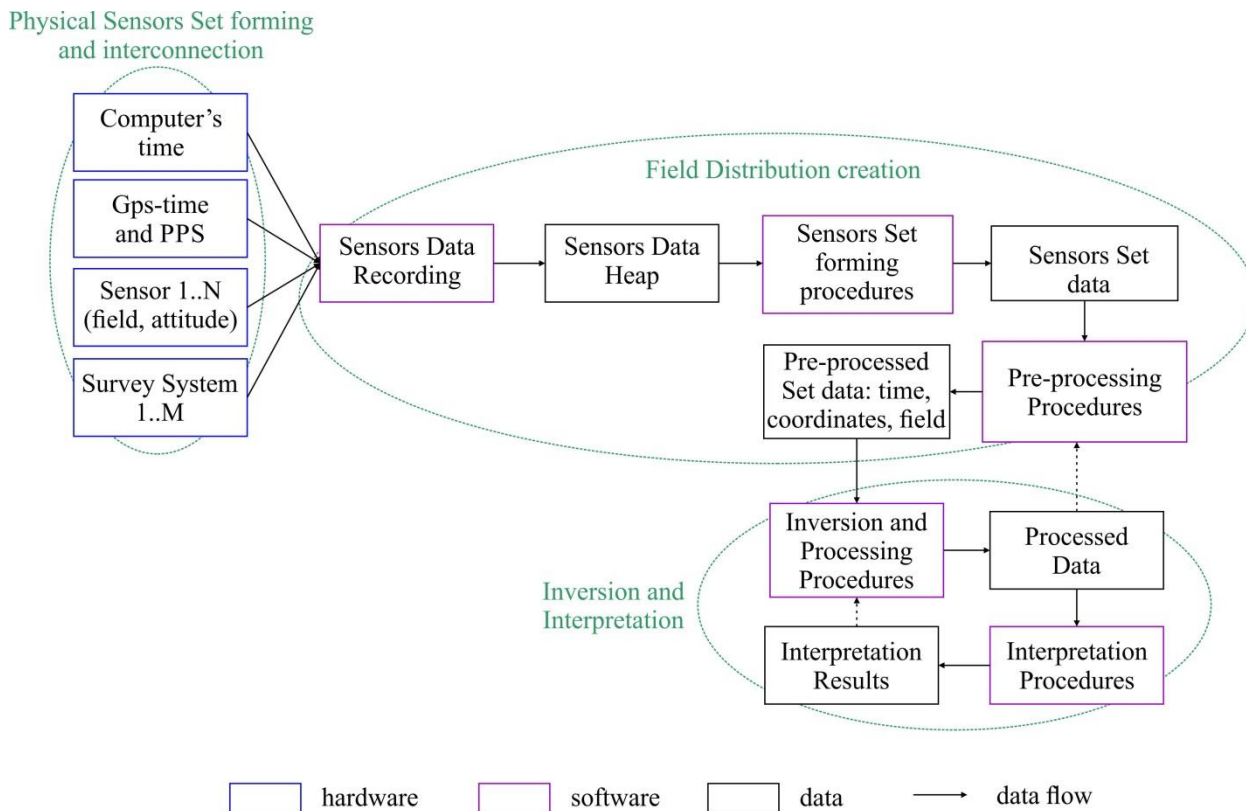 Physical Sensors Set forming
and interconnection
Computer's
time
Gps-time
and PPS
Sensor 1..N
(field, attitude)
Survey System
1..M
Field Distribution creation
Sensors Data
Recording
Sensors Data
Heap
Sensors Set
forming
procedures
Sensors Set
data
Pre-processed
Set data: time,
coordinates, field
Pre-processing
Procedures
Inversion and
Interpretation
Inversion and
Processing
Procedures
Processed
Data
Interpretation
Results
Interpretation
Procedures
hardware
software
data
data flow